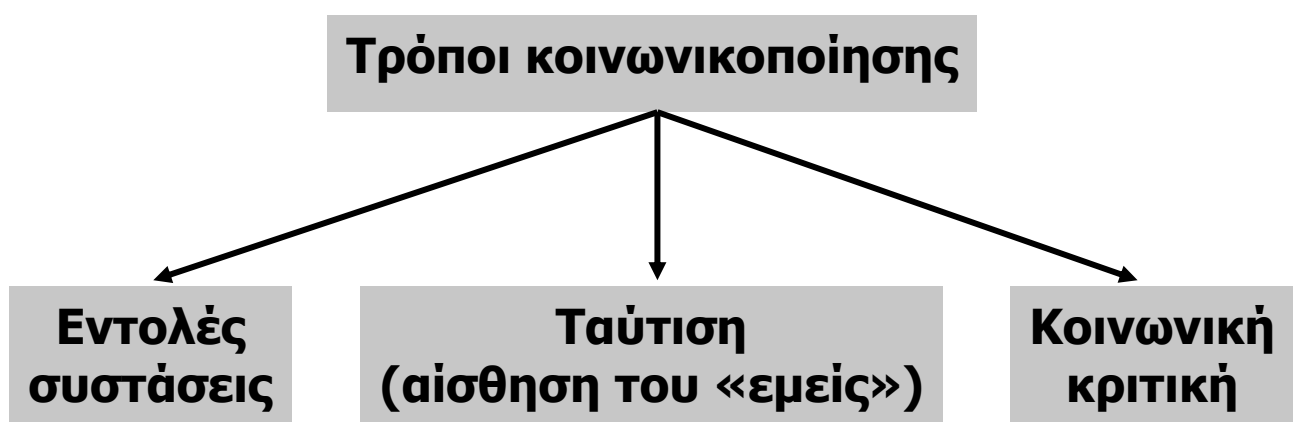 Τρόποι κοινωνικοποίησης
Εντολές
συστάσεις
Ταύτιση
(αίσθηση του «εμείς»)
Κοινωνική
κριτική